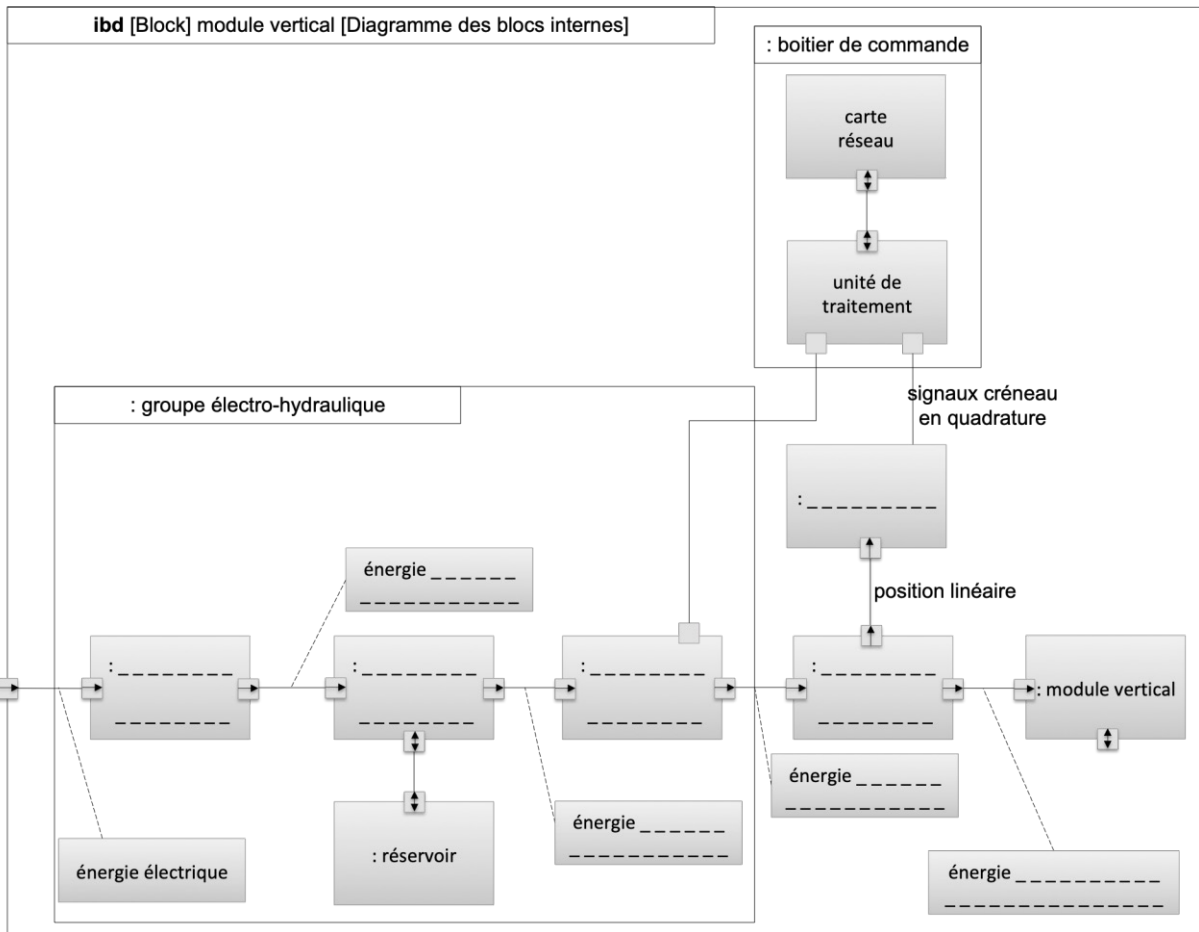 ibd [Block] module vertical [Diagramme des blocs internes]
: boitier de commande
carte
réseau
unité de
traitement
signaux créneau
en quadrature
: groupe électro-hydraulique
: _ _ _ _ _ _ _ _ _
énergie _ _ _ _ _ _
_ _ _ _ _ _ _ _ _ _ _
position linéaire
: _ _ _ _ _ _ _ _
_ _ _ _ _ _ _ _
: _ _ _ _ _ _ _ _
_ _ _ _ _ _ _ _
: _ _ _ _ _ _ _ _
_ _ _ _ _ _ _ _
: _ _ _ _ _ _ _ _
_ _ _ _ _ _ _ _
: module vertical
énergie _ _ _ _ _ _
_ _ _ _ _ _ _ _ _ _ _
énergie _ _ _ _ _ _
_ _ _ _ _ _ _ _ _ _ _
: réservoir
énergie électrique
énergie _ _ _ _ _ _ _ _ _ _
_ _ _ _ _ _ _ _ _ _ _ _ _ _ _